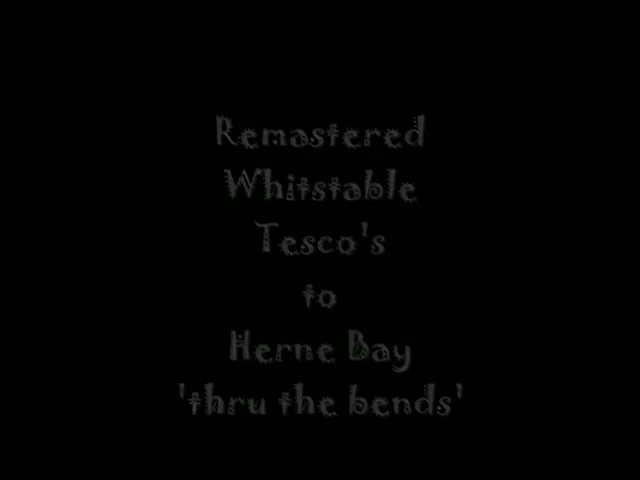 Remastered
Whitstable
Tesco's
to
Herne Bay
'thru the bends'